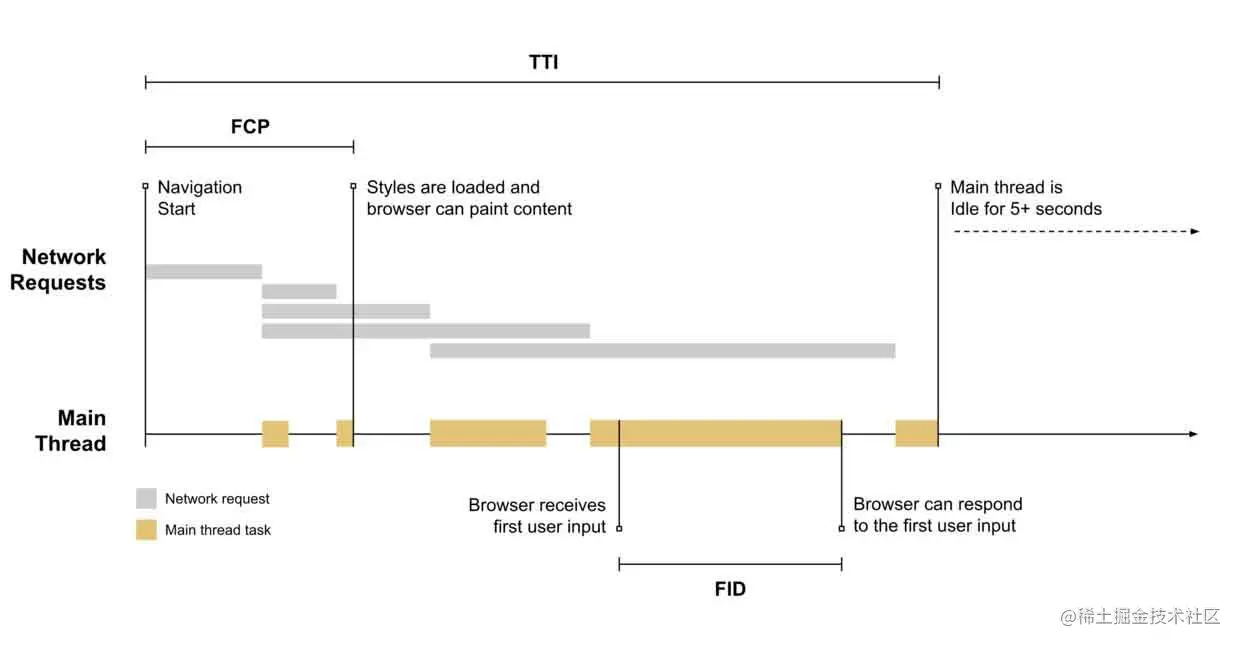 TTI
FCP
Navigation
Start
Styles are loaded and
browser can paint content
Main thread is
Idle for 5+ seconds
Network
Requests
Main
Thread
Network request
Main thread task
Browser receives
first user input
Browser can respond
to the first user input
FID
@稀土掘金技术社区